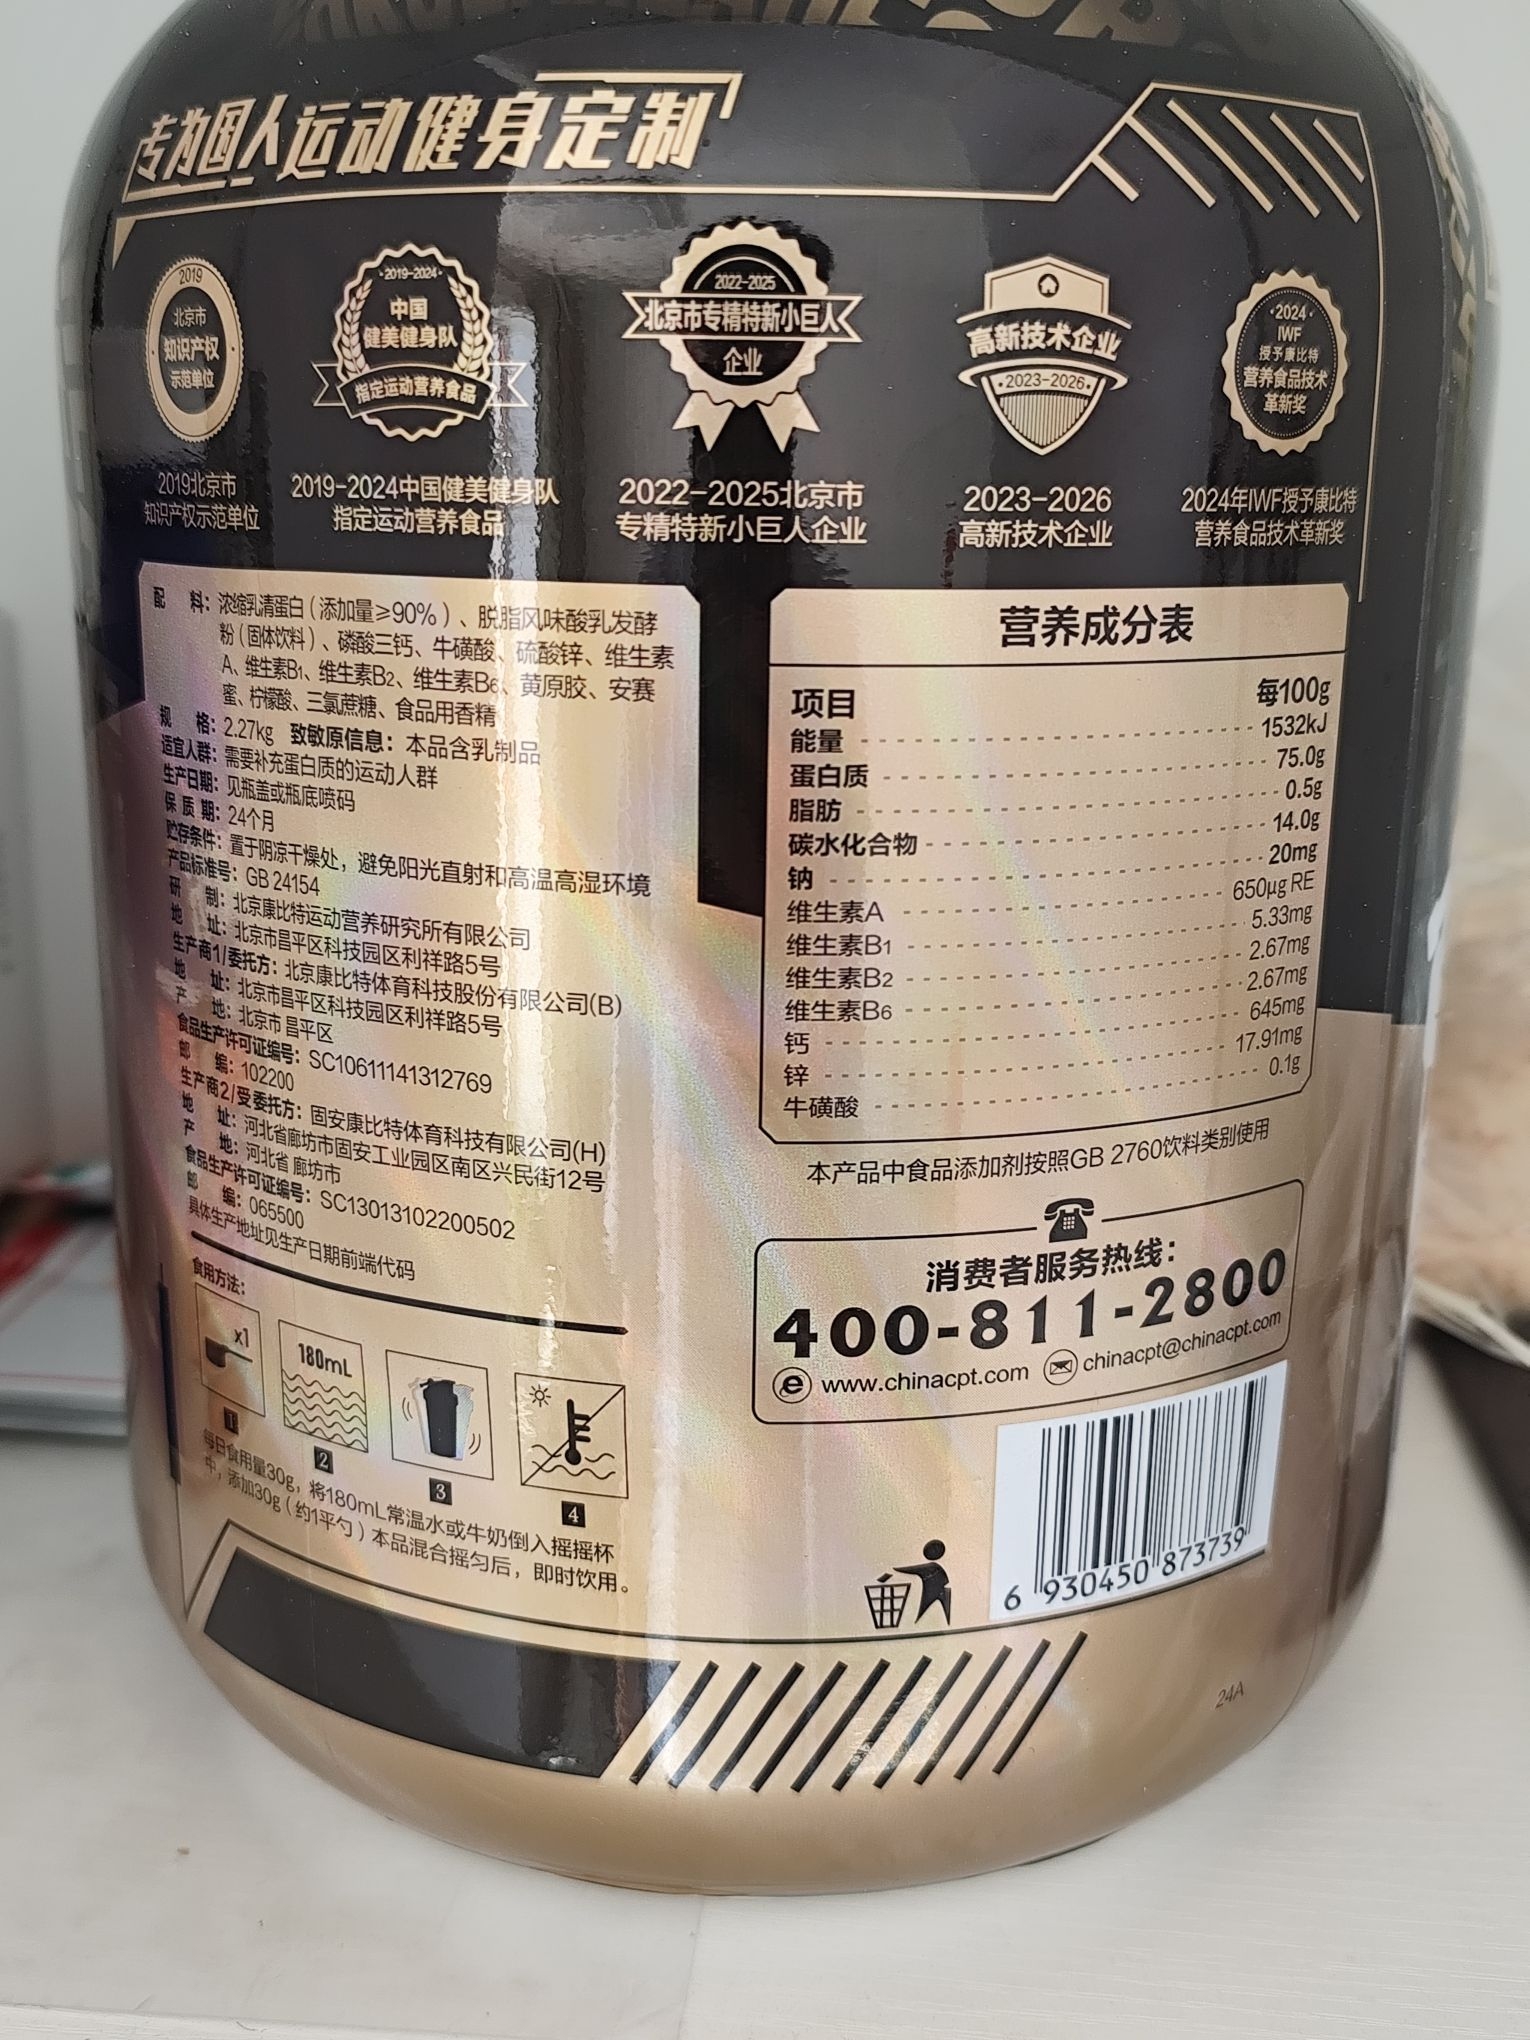 专为国人运动健身定制
2019
北京市
知识产权
示范单位
2019北京市
知识产权示范单位
·2019-2024·
中国
健美健身队
指定运动营养食品
2019-2024中国健美健身队
指定运动营养食品
2022-2025
北京市专精特新小巨人
企业
2022-2025北京市
专精特新小巨人企业
高新技术企业
·2023-2026·
2023-2026
高新技术企业
·2024·
IWF
授予康比特
营养食品技术
革新奖
2024年IWF授予康比特
营养食品技术革新奖
配 料：浓缩乳清蛋白（添加量≥90%）、脱脂风味酸乳发酵
粉（固体饮料）、磷酸三钙、牛磺酸、硫酸锌、维生素
A、维生素B1、维生素B2、维生素B6、黄原胶、安赛
蜜、柠檬酸、三氯蔗糖、食品用香精
规 格：2.27kg 致敏原信息：本品含乳制品
适宜人群：需要补充蛋白质的运动人群
生产日期：见瓶盖或瓶底喷码
保 质 期：24个月
贮存条件：置于阴凉干燥处，避免阳光直射和高温高湿环境
产品标准号：GB 24154
研 制：北京康比特运动营养研究所有限公司
地 址：北京市昌平区科技园区利祥路5号
生产商1/委托方：北京康比特体育科技股份有限公司(B)
地 址：北京市昌平区科技园区利祥路5号
产 地：北京市 昌平区
食品生产许可证编号：SC10611141312769
邮 编：102200
生产商2/受委托方：固安康比特体育科技有限公司(H)
地 址：河北省廊坊市固安工业园区南区兴民街12号
产 地：河北省 廊坊市
食品生产许可证编号：SC13013102200502
邮 编：065500
具体生产地址见生产日期前端代码
食用方法：
x1
180mL
1
2
3
4
每日食用量30g，将180mL常温水或牛奶倒入摇摇杯
中，添加30g（约1平勺）本品混合摇匀后，即时饮用。
营养成分表
项目 每100g
能量 1532kJ
蛋白质 75.0g
脂肪 0.5g
碳水化合物 14.0g
钠 20mg
维生素A 650μg RE
维生素B1 5.33mg
维生素B2 2.67mg
维生素B6 2.67mg
钙 645mg
锌 17.91mg
牛磺酸 0.1g
本产品中食品添加剂按照GB 2760饮料类别使用
消费者服务热线：
400-811-2800
www.chinacpt.com chinacpt@chinacpt.com
6 930450 873739
24A